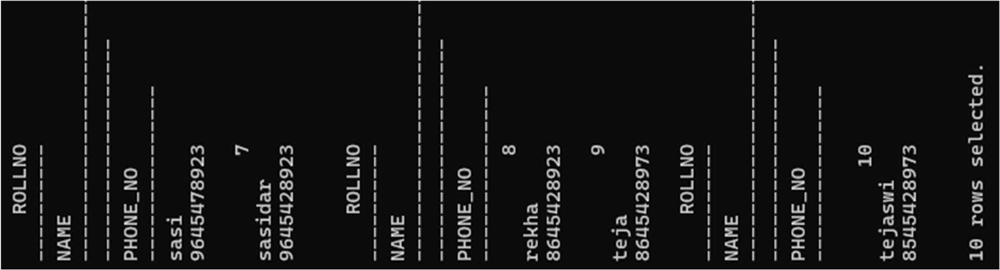 ROLLNO
----------
NAME
----------------------
-------------------
PHONE_NO
---------------
sasi
9645478923
         7
sasidar
9645428923
    ROLLNO
----------
NAME
----------------------
-------------------
PHONE_NO
---------------
         8
rekha
8645428923
         9
teja
8645428973
    ROLLNO
----------
NAME
----------------------
-------------------
PHONE_NO
---------------
        10
tejaswi
8545428973
10 rows selected.